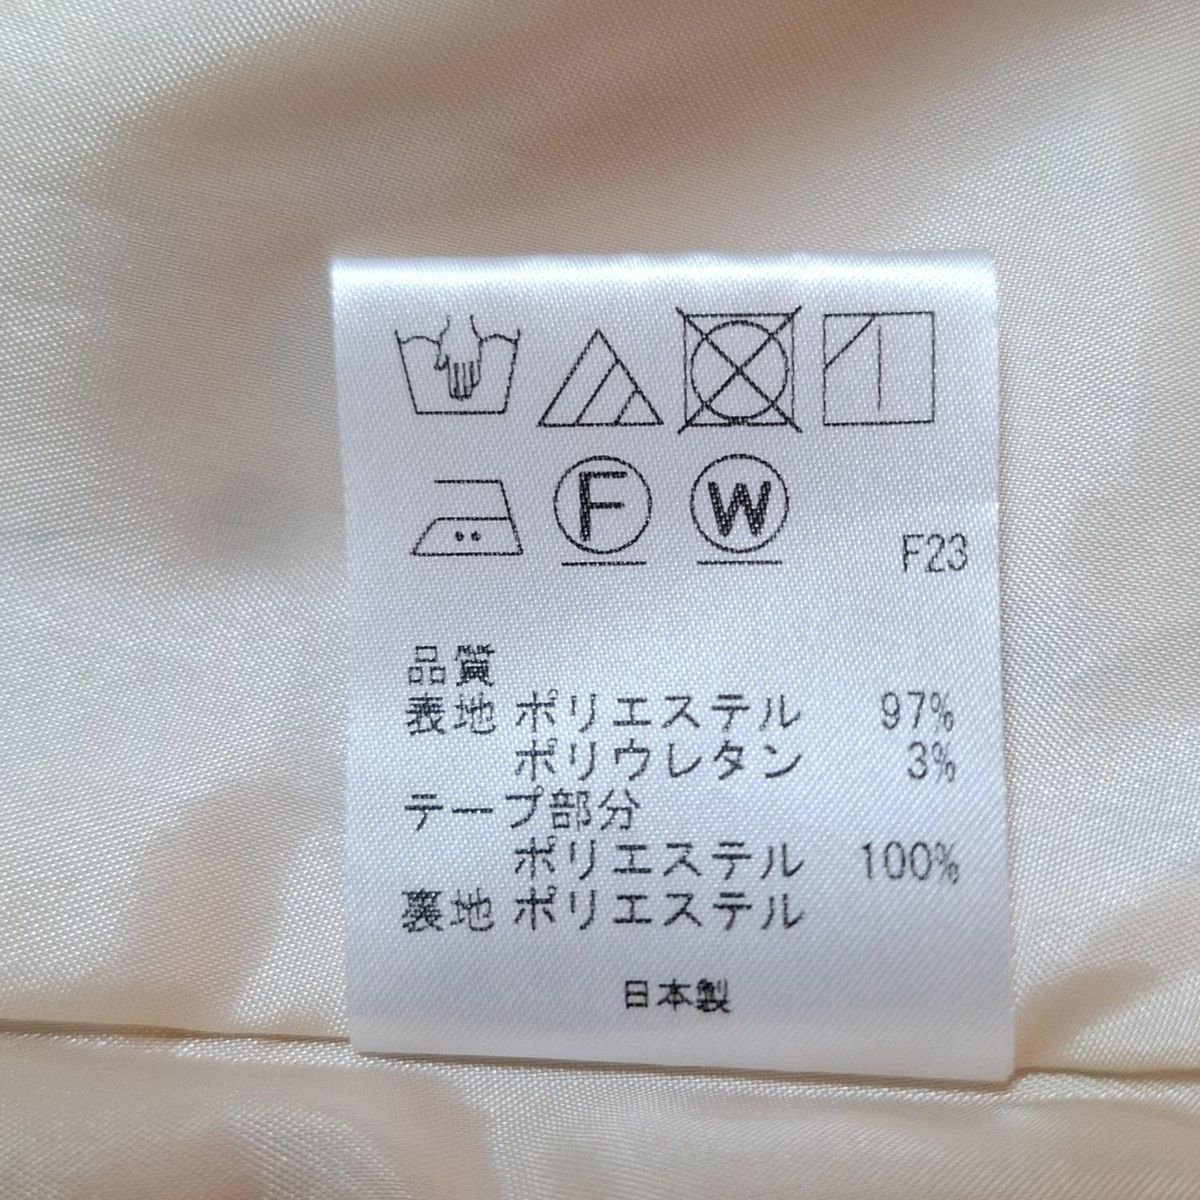 F W
F23
品質
表地 ポリエステル 97%
ポリウレタン 3%
テープ部分
ポリエステル 100%
裏地 ポリエステル
日本製